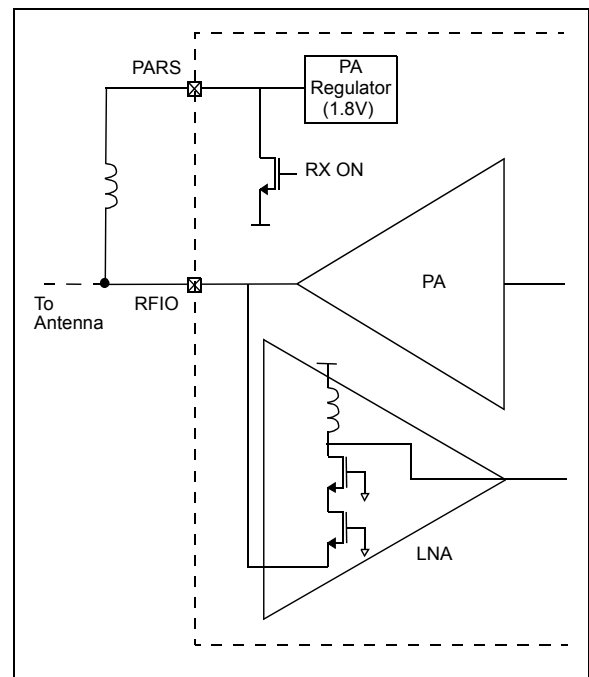 PARS
PA
Regulator
(1.8V)
RX ON
To
Antenna
RFIO
PA
LNA